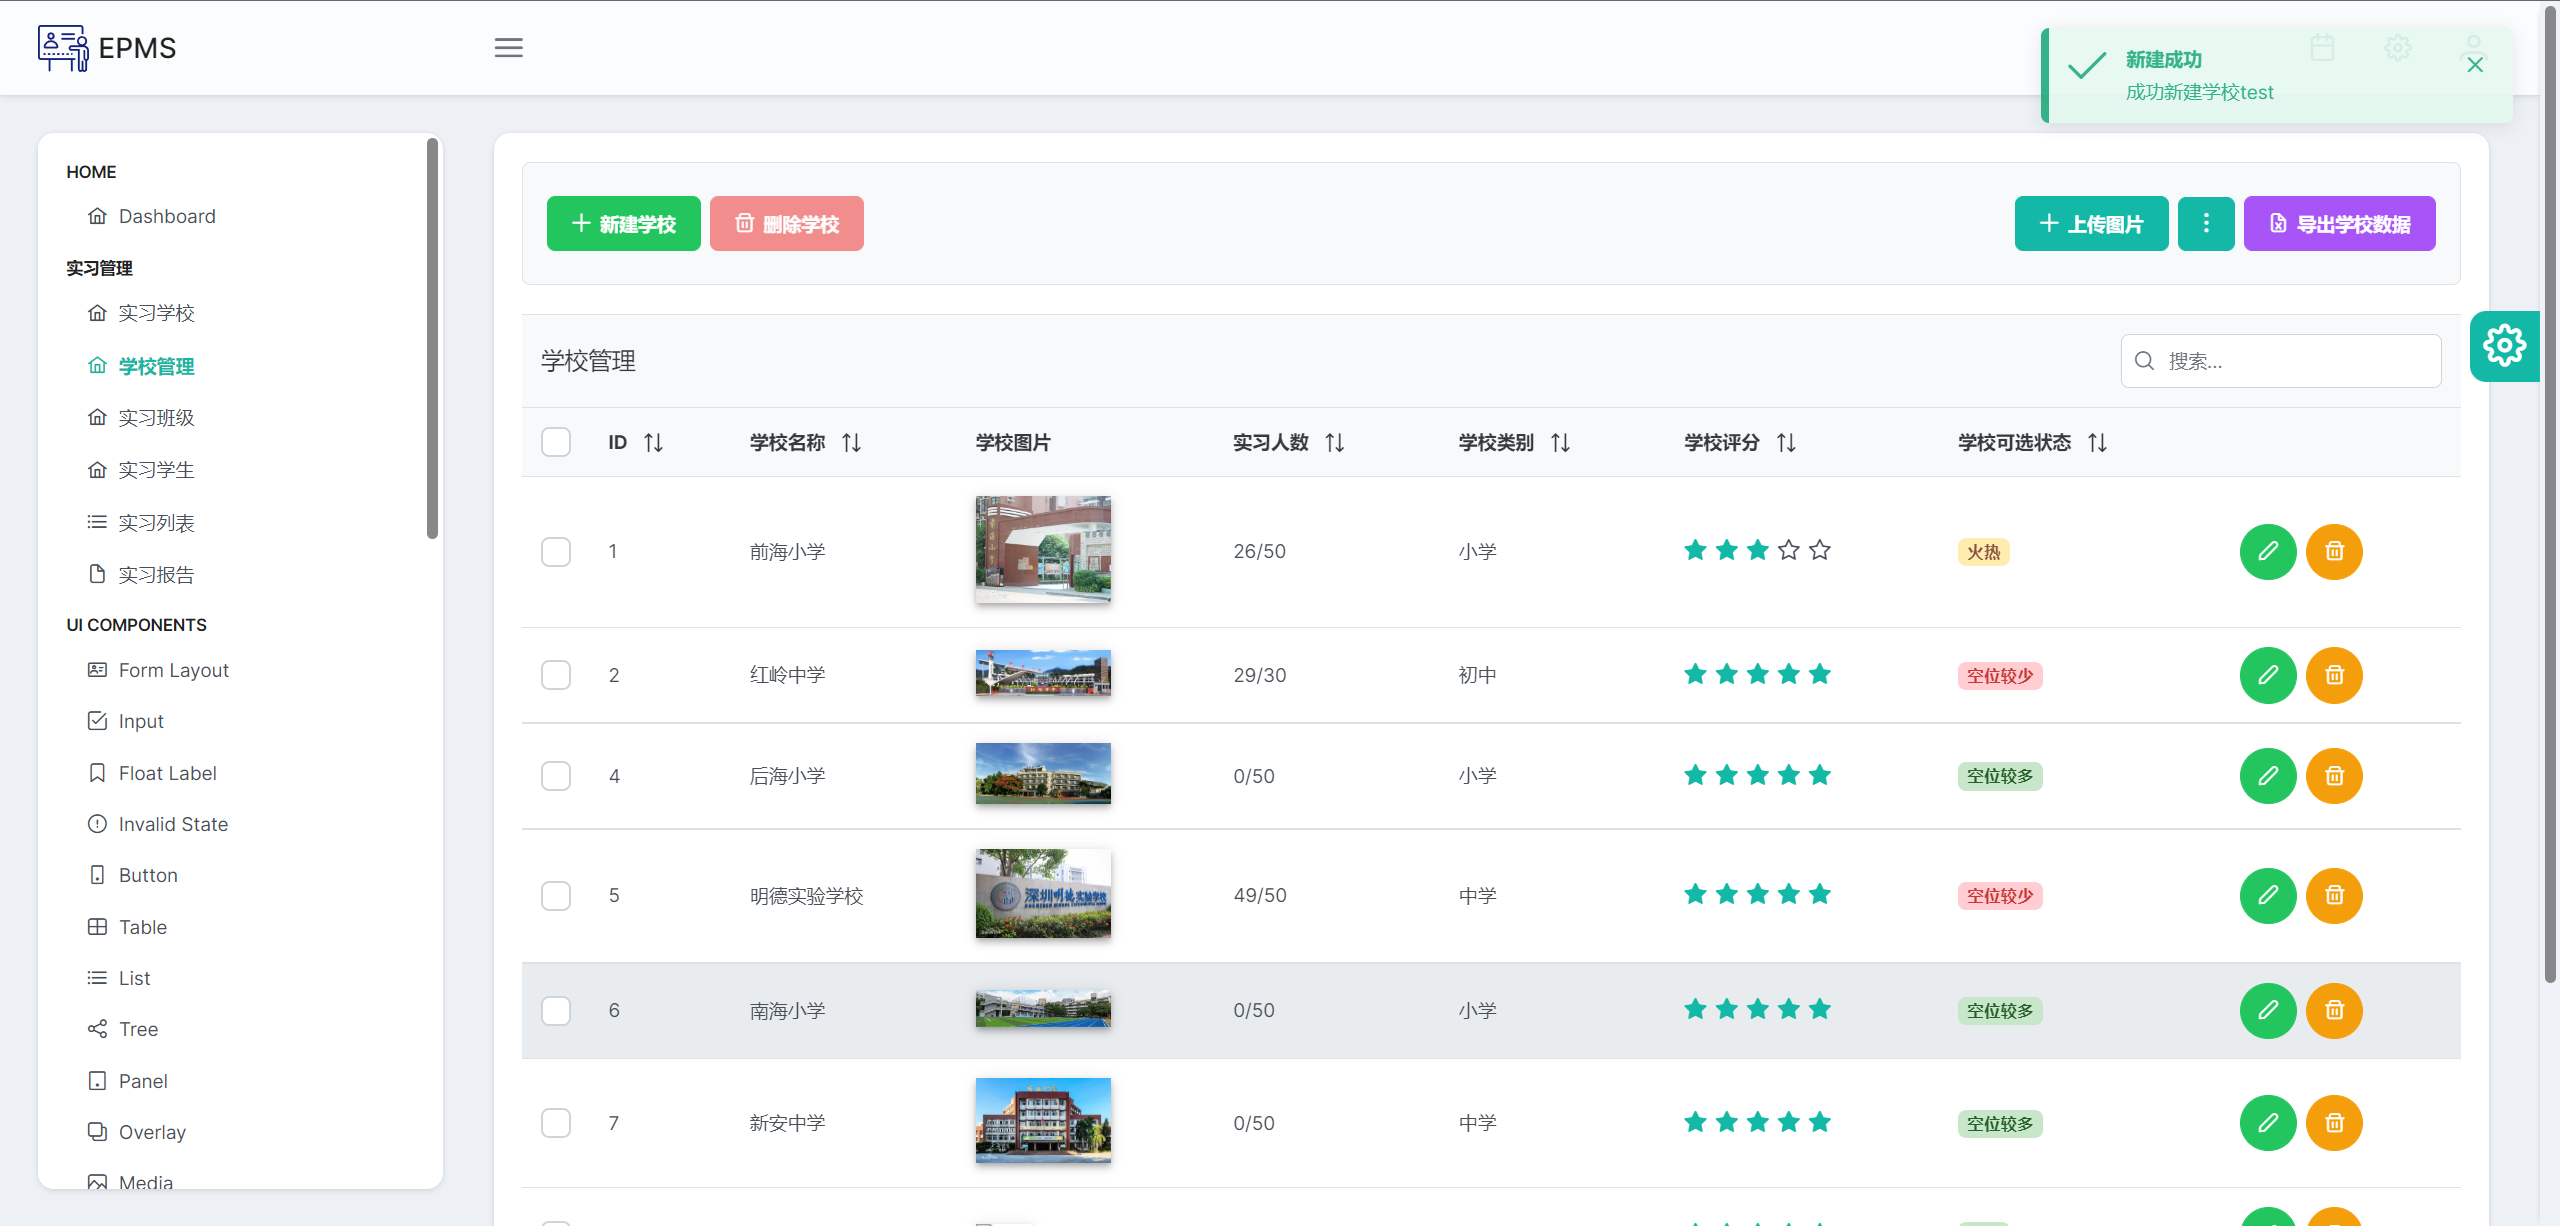 EPMS
新建成功
成功新建学校test
HOME
Dashboard
实习管理
实习学校
学校管理
实习班级
实习学生
实习列表
实习报告
UI COMPONENTS
Form Layout
Input
Float Label
Invalid State
Button
Table
List
Tree
Panel
Overlay
Media
新建学校 删除学校 上传图片 导出学校数据
学校管理 搜索...
ID 学校名称 学校图片 实习人数 学校类别 学校评分 学校可选状态
1 前海小学 26/50 小学 火热
2 红岭中学 29/30 初中 空位较少
4 后海小学 0/50 小学 空位较多
5 明德实验学校 深圳明德实验学校 49/50 中学 空位较少
6 南海小学 0/50 小学 空位较多
7 新安中学 0/50 中学 空位较多